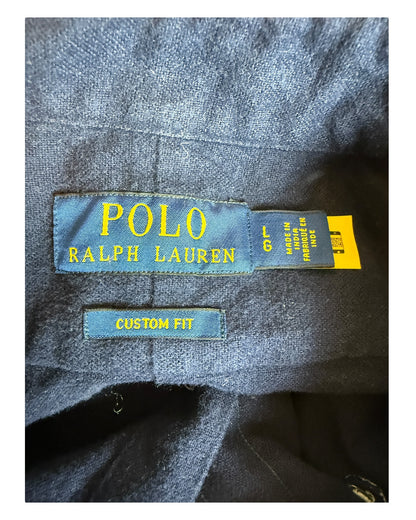 POLO
RALPH LAUREN
L
G
MADE IN
INDIA
FABRIQUÉ EN
INDE
CUSTOM FIT